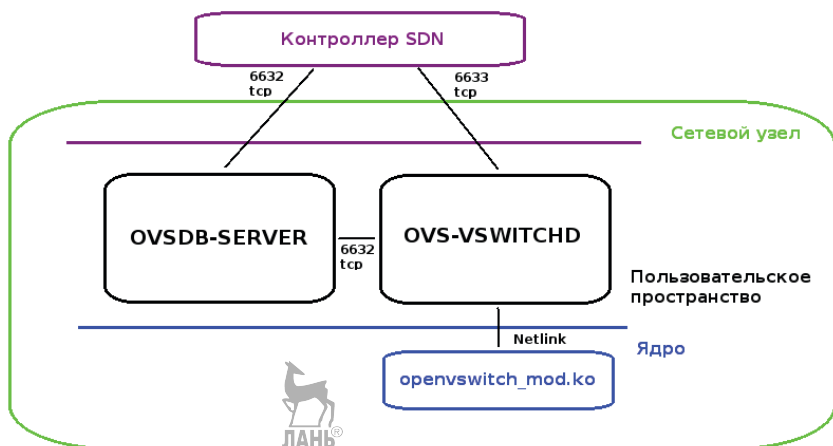 Контроллер SDN
6632
tcp
6633
tcp
Сетевой узел
OVSDB-SERVER
6632
tcp
OVS-VSWITCHD
Пользовательское
пространство
Netlink
Ядро
openvswitch_mod.ko
ЛАНЬ®